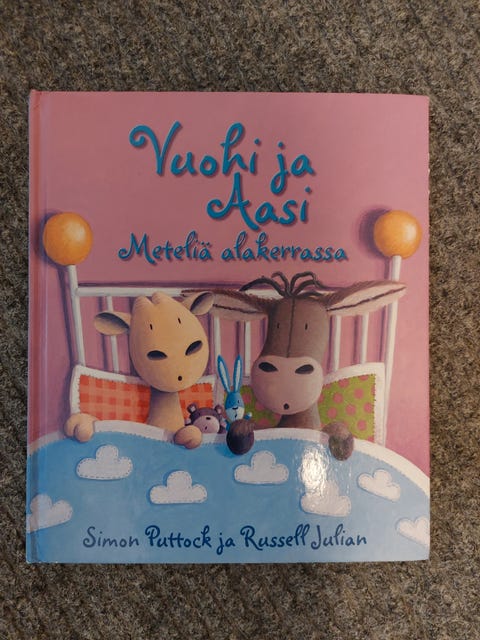 Vuohi ja
Aasi
Meteliä alakerrassa
Simon Puttock ja Russell Julian